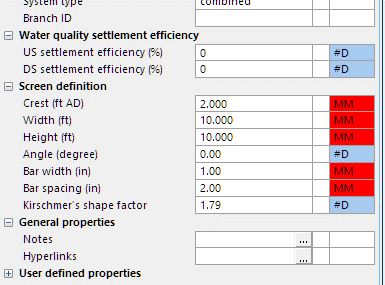 System type combined
Branch ID
Water quality settlement efficiency
US settlement efficiency (%) 0 #D
DS settlement efficiency (%) 0 #D
Screen definition
Crest (ft AD) 2.000 MM
Width (ft) 10.000 MM
Height (ft) 10.000 MM
Angle (degree) 0.00 #D
Bar width (in) 1.00 MM
Bar spacing (in) 2.00 MM
Kirschmer's shape factor 1.79 #D
General properties
Notes ...
Hyperlinks ...
User defined properties